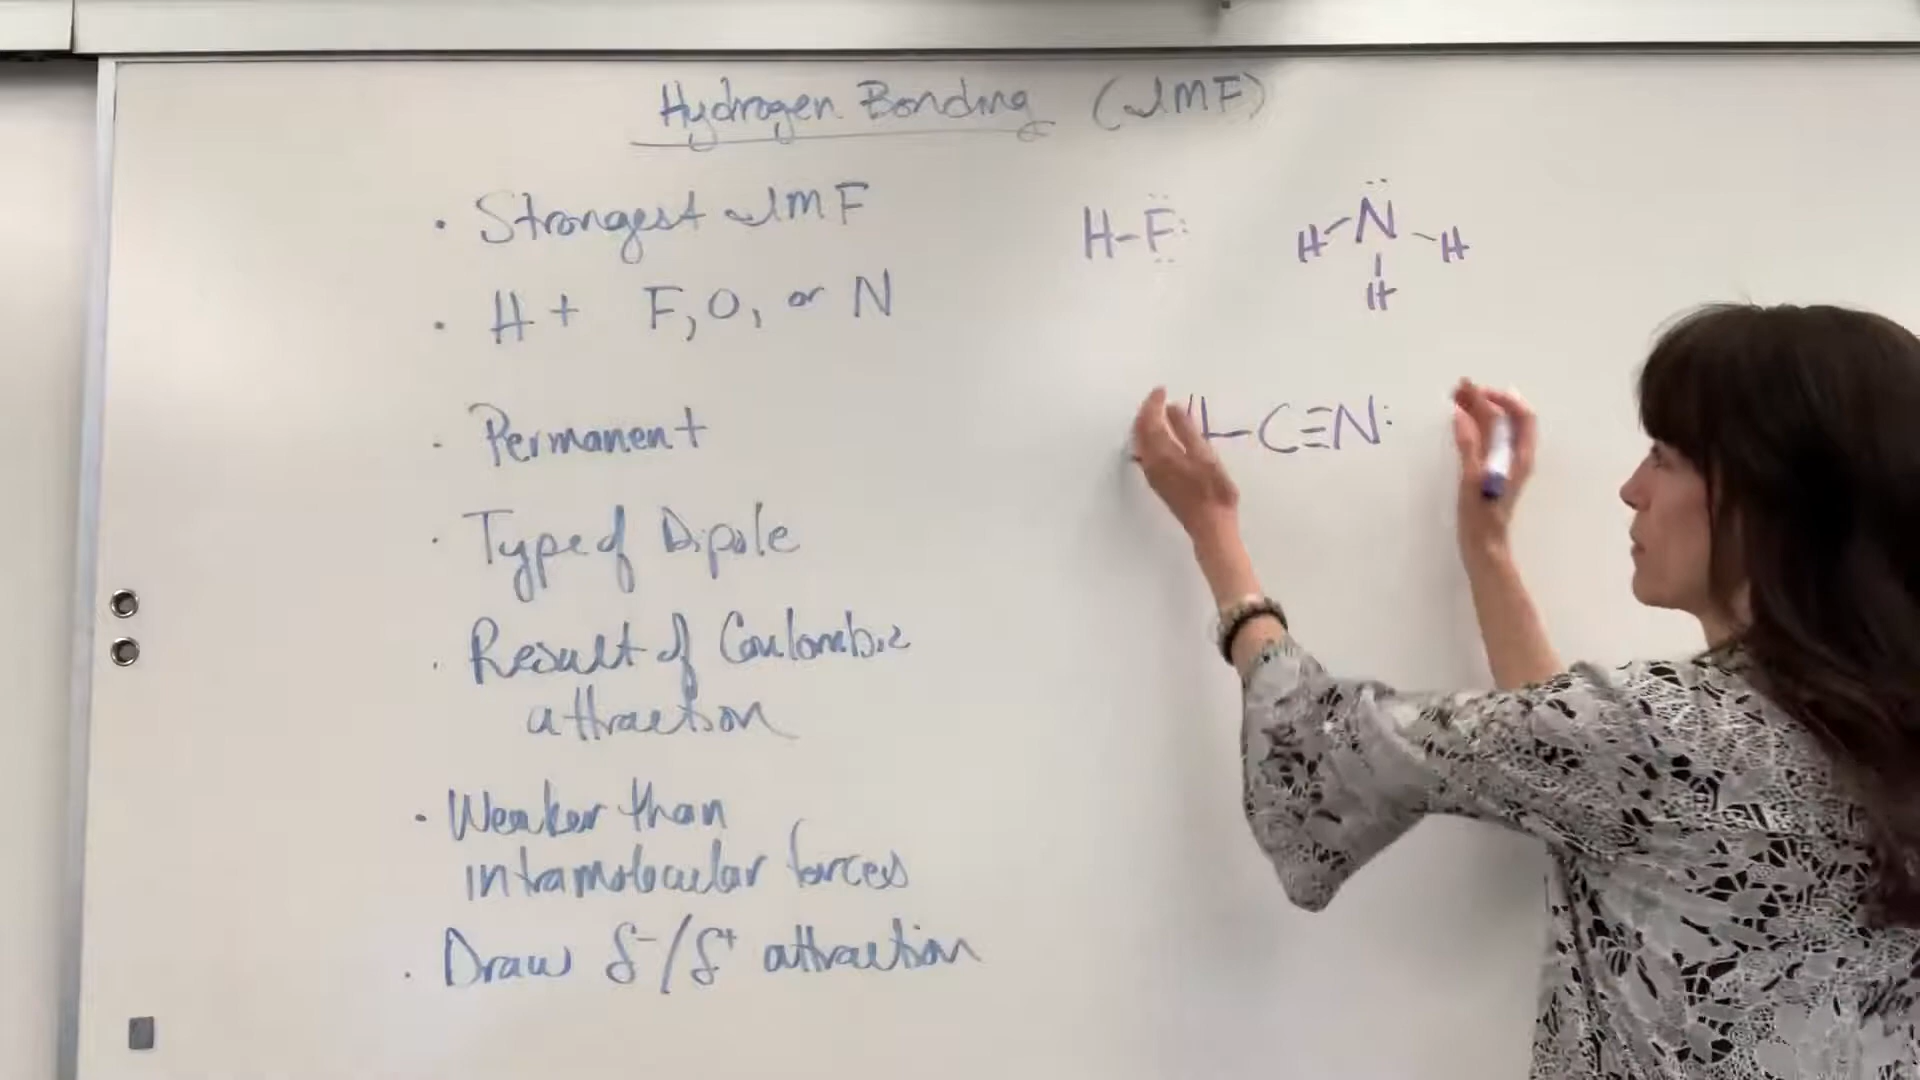 Hydrogen Bonding (IMF)
• Strongest IMF
• H + F, O, or N
• Permanent
• Type of Dipole
• Result of Coulombic
attraction
• Weaker than
intramolecular forces
• Draw δ⁻/δ⁺ attraction
H-F
N
H H
H
H-C≡N: